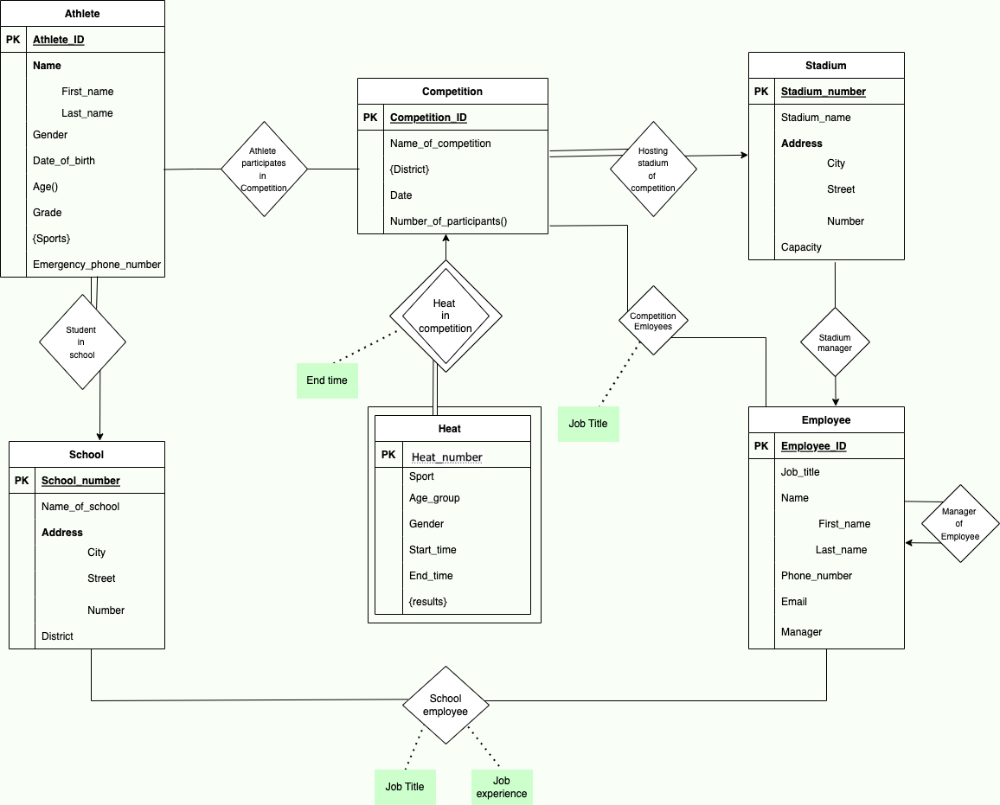 Athlete
PK Athlete_ID
Name
First_name
Last_name
Gender
Date_of_birth
Age()
Grade
{Sports}
Emergency_phone_number
Athlete
participates
in
Competition
Competition
PK Competition_ID
Name_of_competition
{District}
Date
Number_of_participants()
Hosting
stadium
of
competition
Stadium
PK Stadium_number
Stadium_name
Address
City
Street
Number
Capacity
Student
in
school
Heat
in
competition
End time
Competition
Emloyees
Job Title
Stadium
manager
School
PK School_number
Name_of_school
Address
City
Street
Number
District
Heat
PK Heat_number
Sport
Age_group
Gender
Start_time
End_time
{results}
Employee
PK Employee_ID
Job_title
Name
First_name
Last_name
Phone_number
Email
Manager
Manager
of
Employee
School
employee
Job Title
Job
experience